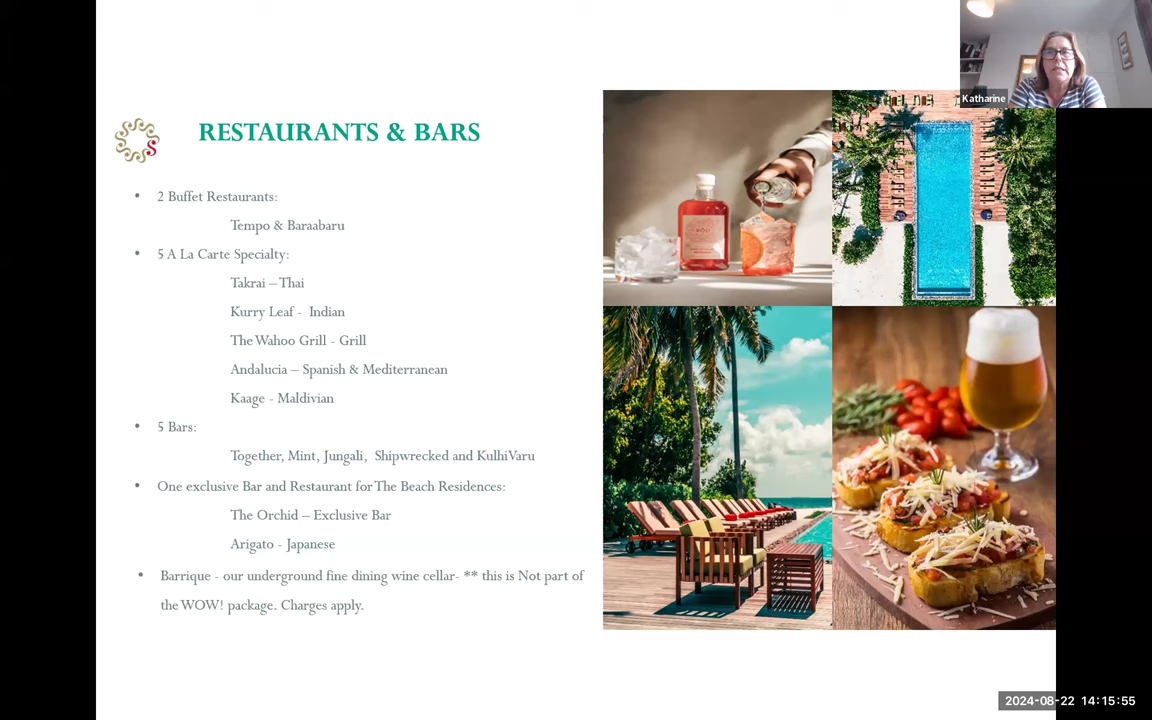 Katharine
S
RESTAURANTS & BARS
• 2 Buffet Restaurants:
Tempo & Baraabaru
• 5 A La Carte Specialty:
Takrai – Thai
Kurry Leaf - Indian
The Wahoo Grill - Grill
Andalucia – Spanish & Mediterranean
Kaage - Maldivian
• 5 Bars:
Together, Mint, Jungali, Shipwrecked and KulhiVaru
• One exclusive Bar and Restaurant for The Beach Residences:
The Orchid – Exclusive Bar
Arigato - Japanese
• Barrique - our underground fine dining wine cellar- ** this is Not part of
the WOW! package. Charges apply.
2024-08-22 14:15:55